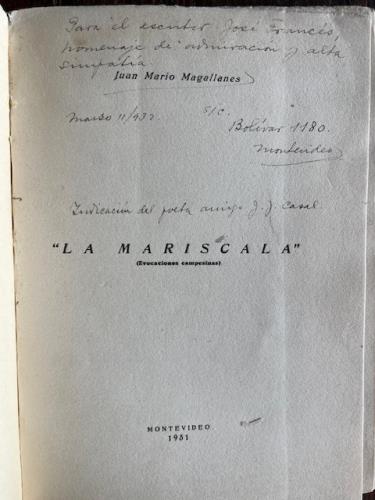 Para el escritor José Francés,
homenaje de admiración y alta
simpatía
Juan Mario Magallanes
Marso 11/932.
s/c.
Bolívar 1180.
Montevideo
Indicación del poeta amigo J. J. Casal.
"LA MARISCALA"
(Evocaciones campesinas)
MONTEVIDEO
1931